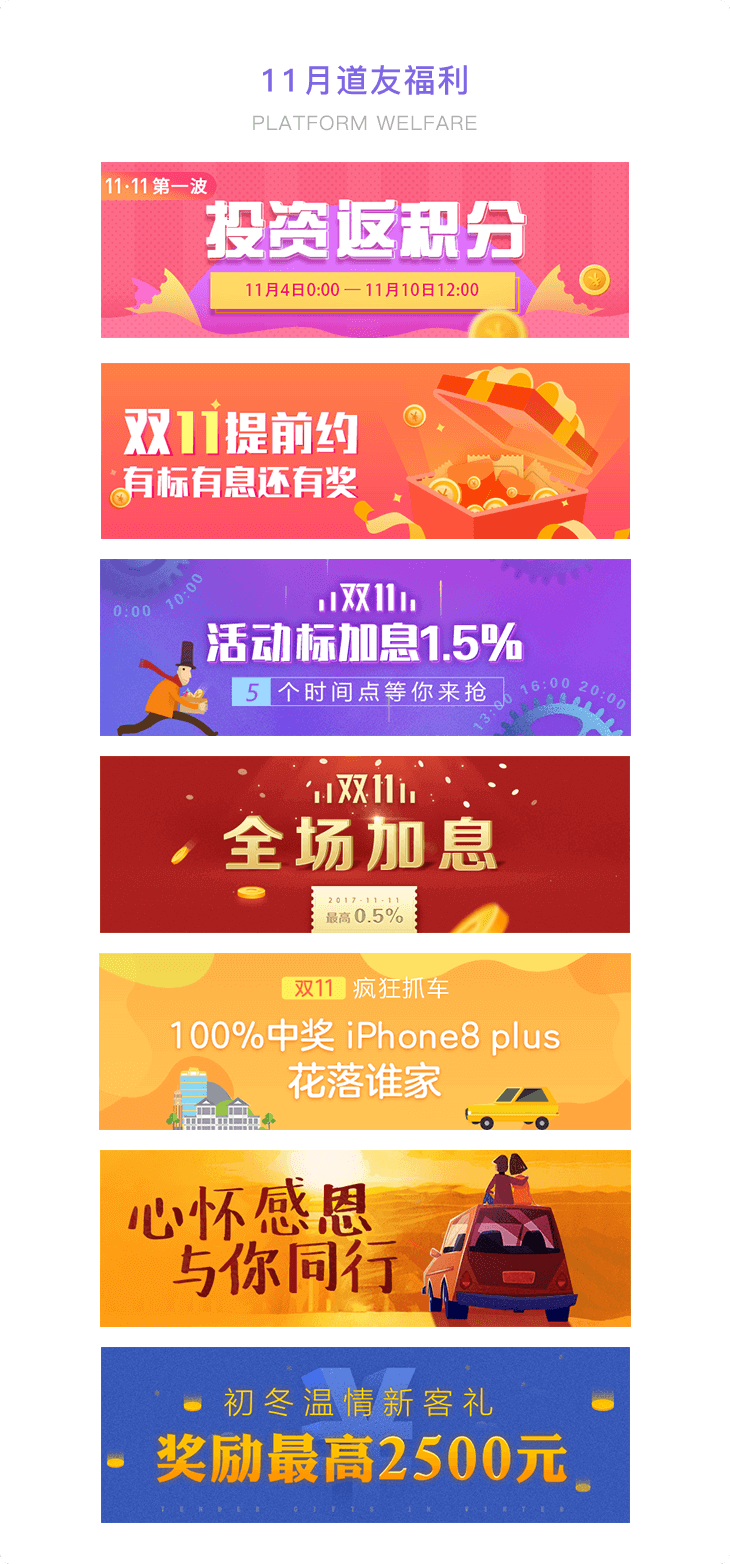 11月道友福利
PLATFORM WELFARE
11·11 第一波
投资返积分
11月4日0:00 — 11月10日12:00
双11提前约
有标有息还有奖
0:00 10:00
双11
活动标加息1.5%
5 个时间点等你来抢
13:00 16:00 20:00
双11
全场加息
2017-11-11
最高0.5%
双11 疯狂抓车
100%中奖 iPhone8 plus
花落谁家
心怀感恩
与你同行
初冬温情新客礼
奖励最高2500元
TENDER GIFTS IN WINTER